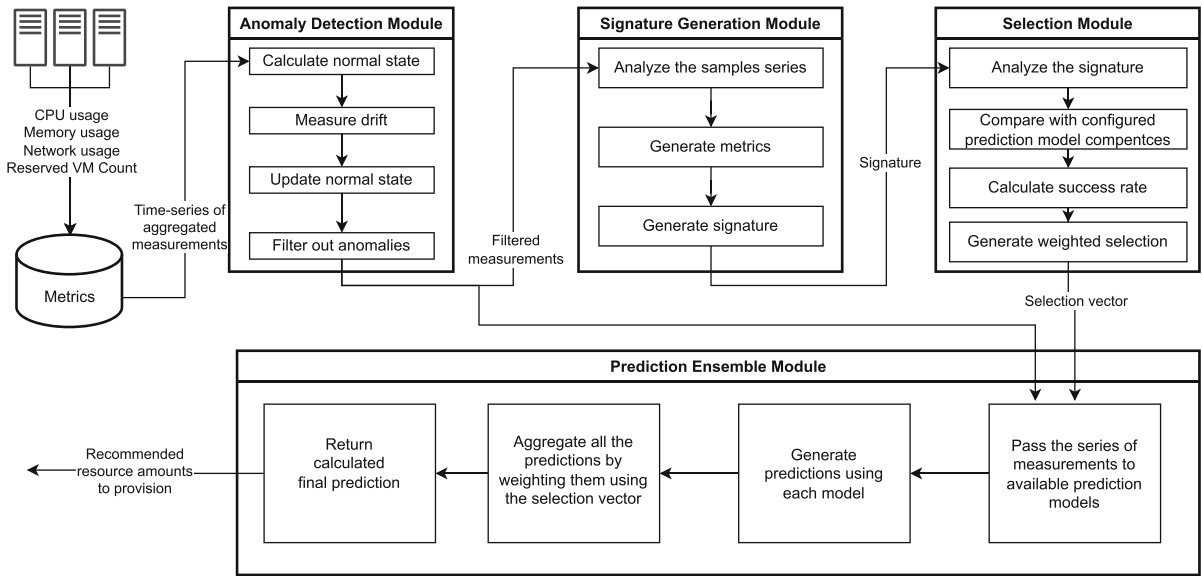 CPU usage
Memory usage
Network usage
Reserved VM Count
Metrics
Time-series of
aggregated
measurements
Anomaly Detection Module
Calculate normal state
Measure drift
Update normal state
Filter out anomalies
Filtered
measurements
Signature Generation Module
Analyze the samples series
Generate metrics
Generate signature
Signature
Selection Module
Analyze the signature
Compare with configured
prediction model compentces
Calculate success rate
Generate weighted selection
Selection vector
Prediction Ensemble Module
Pass the series of
measurements to
available prediction
models
Generate
predictions using
each model
Aggregate all the
predictions by
weighting them using
the selection vector
Return
calculated
final prediction
Recommended
resource amounts
to provision